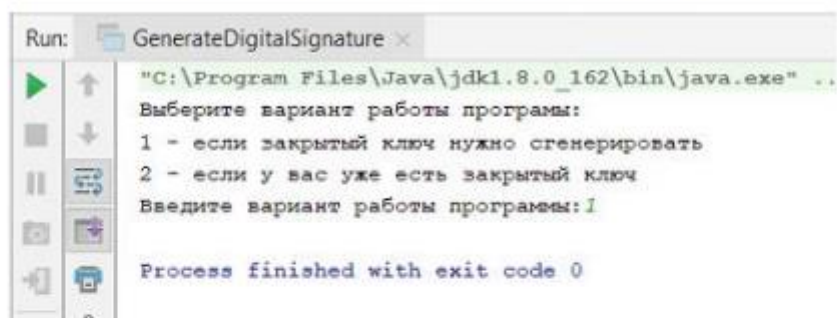 Run: GenerateDigitalSignature ×
"C:\Program Files\Java\jdk1.8.0_162\bin\java.exe" ..
Выберите вариант работы програмы:
1 - если закрытый ключ нужно сгенерировать
2 - если у вас уже есть закрытый ключ
Введите вариант работы программы:1
Process finished with exit code 0